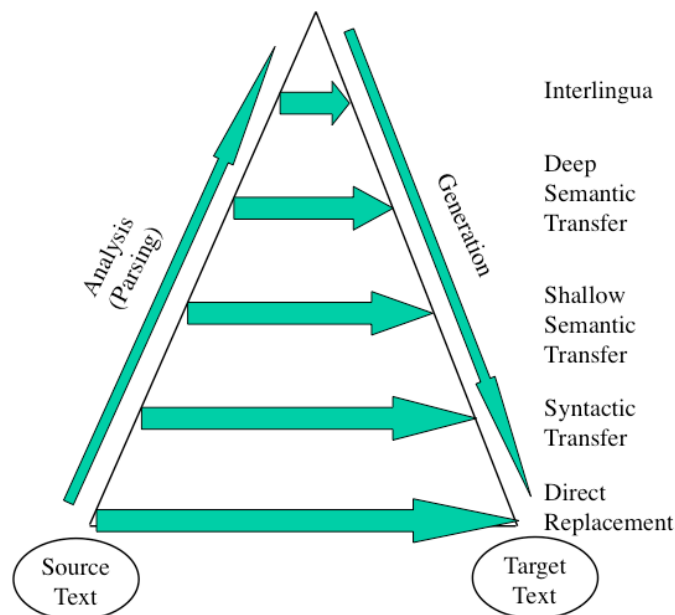 Interlingua
Deep
Semantic
Transfer
Analysis
(Parsing)
Generation
Shallow
Semantic
Transfer
Syntactic
Transfer
Direct
Replacement
Source
Text
Target
Text